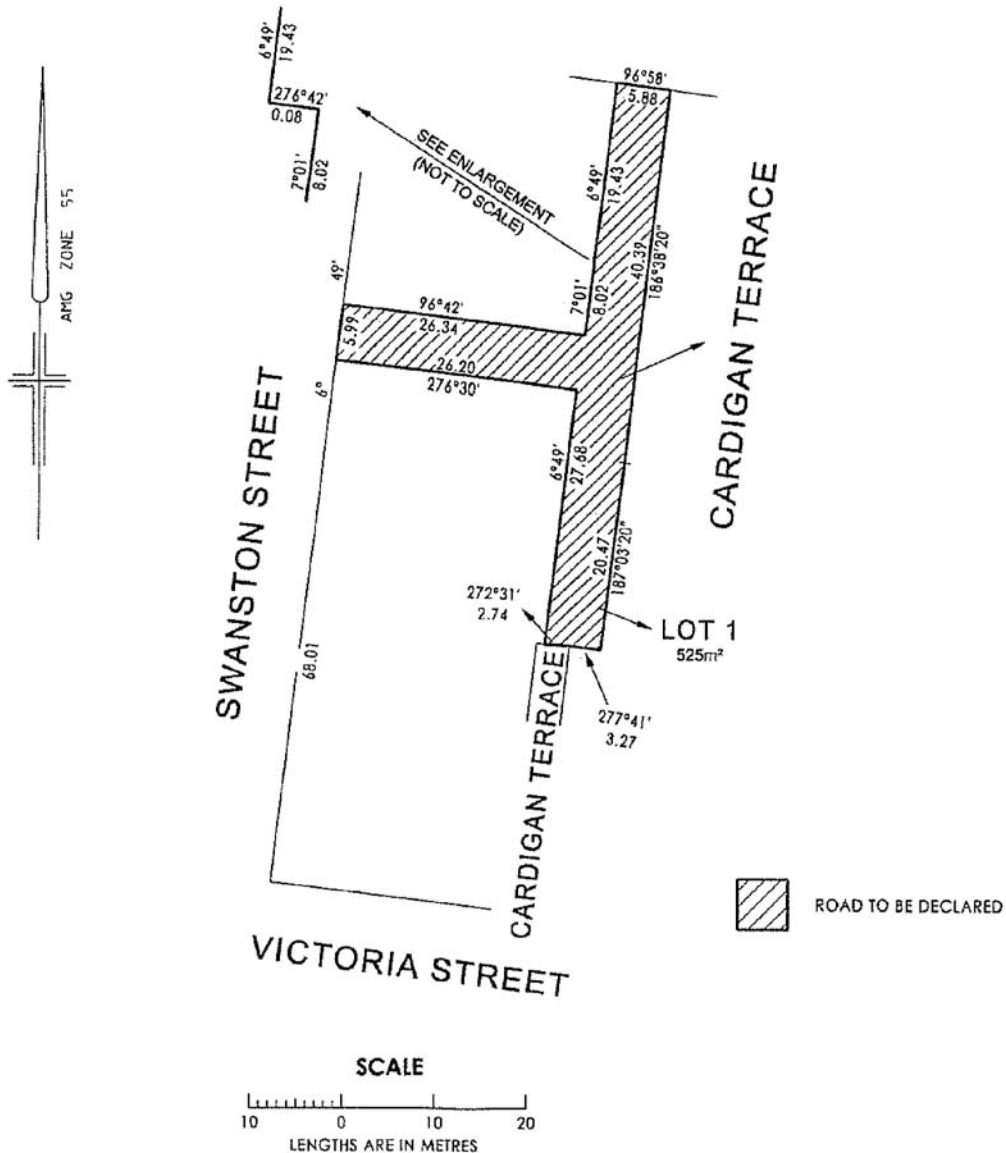 6°49'
19.43
276°42'
0.08
7°01'
8.02
SEE ENLARGEMENT
(NOT TO SCALE)
96°58'
5.88
6°49'
19.43
7°01'
8.02
40.39
186°38'20"
CARDIGAN TERRACE
AMG ZONE 55
49'
96°42'
26.34
5.99
26.20
276°30'
6°
SWANSTON STREET
68.01
6°49'
27.68
20.47
187°03'20"
272°31'
2.74
LOT 1
525m²
277°41'
3.27
CARDIGAN TERRACE
VICTORIA STREET
ROAD TO BE DECLARED
SCALE
10 0 10 20
LENGTHS ARE IN METRES